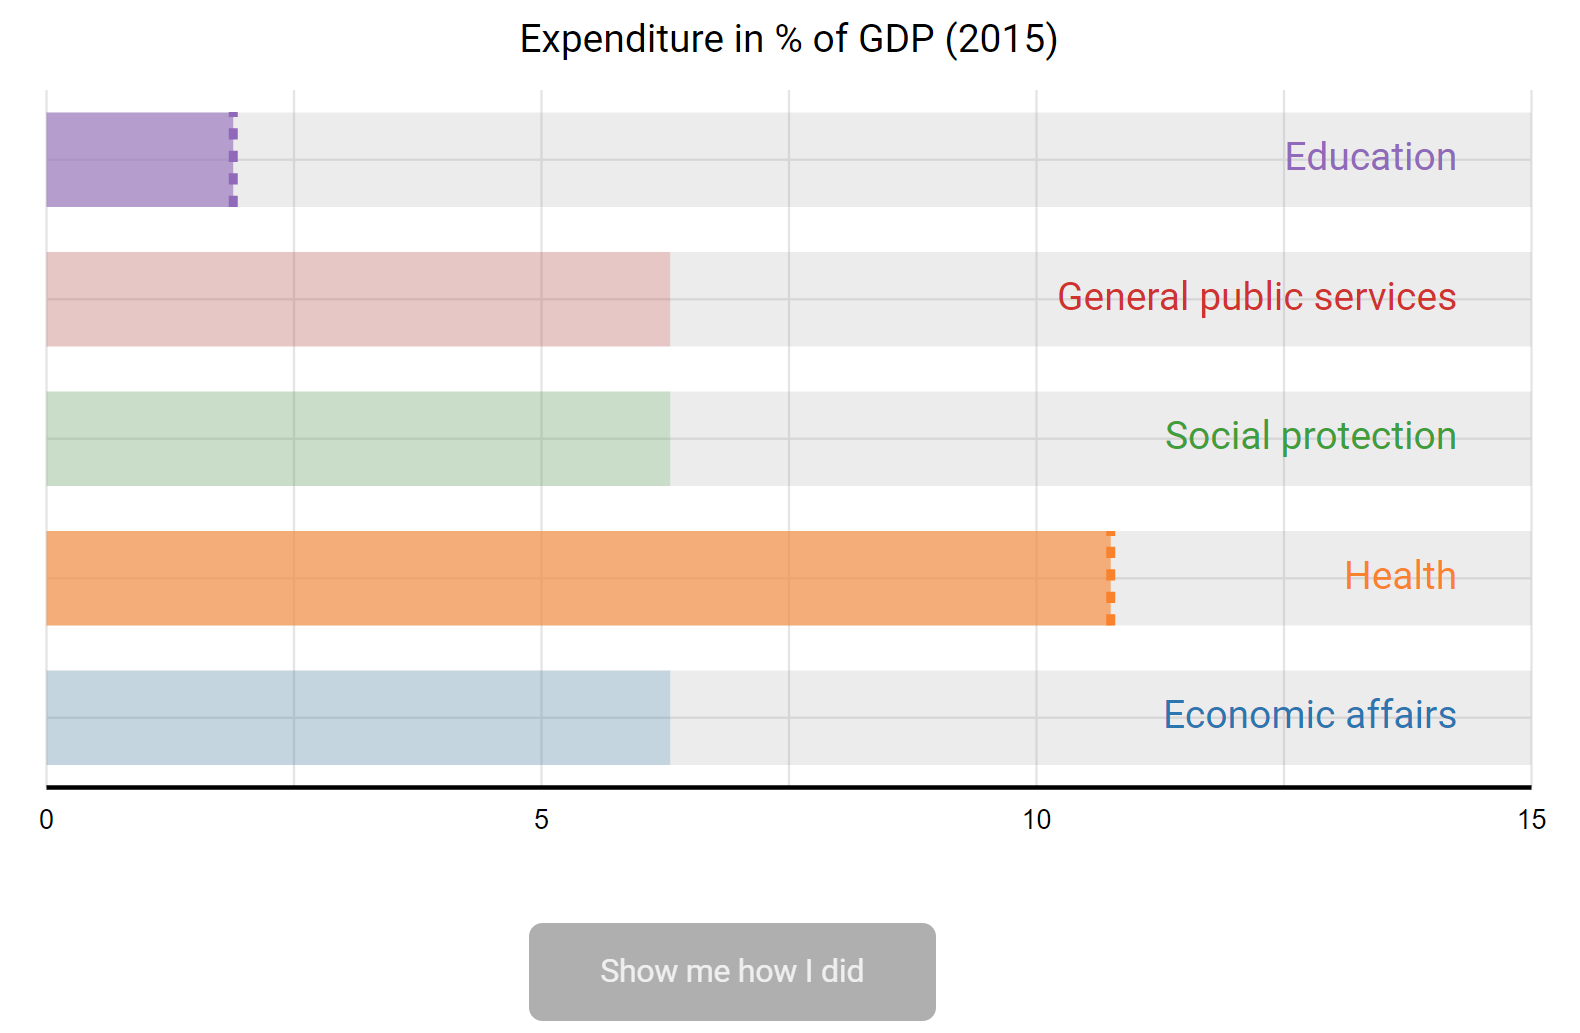 Expenditure in % of GDP (2015)
Education
General public services
Social protection
Health
Economic affairs
0 5 10 15
Show me how I did